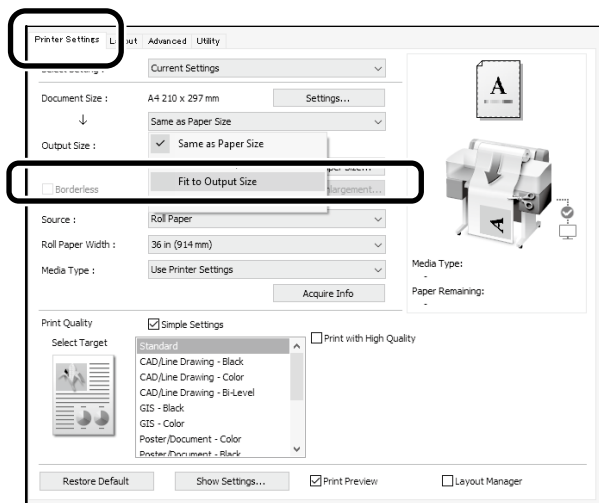 Printer Settings Layout Advanced Utility
Current Settings
Document Size : A4 210 x 297 mm Settings...
↓ Same as Paper Size
Output Size : ✓ Same as Paper Size
Fit to Output Size
Borderless
Source : Roll Paper
Roll Paper Width : 36 in (914 mm)
Media Type : Use Printer Settings
Acquire Info
A
A
Media Type:
-
Paper Remaining:
-
Print Quality Simple Settings
Select Target
Standard
CAD/Line Drawing - Black
CAD/Line Drawing - Color
CAD/Line Drawing - Bi-Level
GIS - Black
GIS - Color
Poster/Document - Color
Poster/Document - Black
Print with High Quality
Restore Default Show Settings... Print Preview Layout Manager